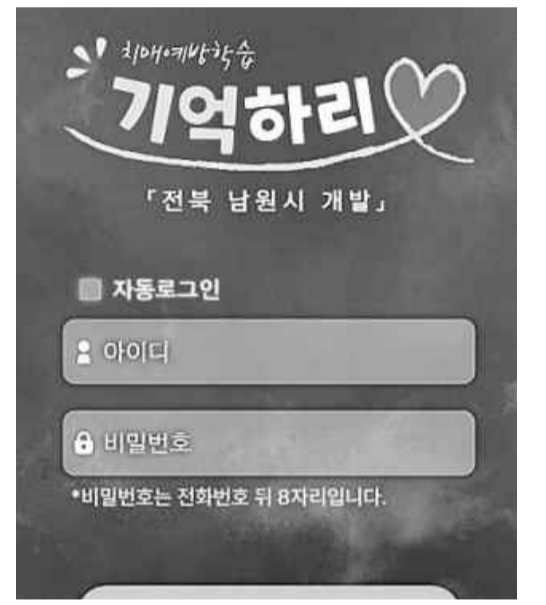 치매예방학습
기억하리
「전북 남원시 개발」
자동로그인
아이디
비밀번호
*비밀번호는 전화번호 뒤 8자리입니다.